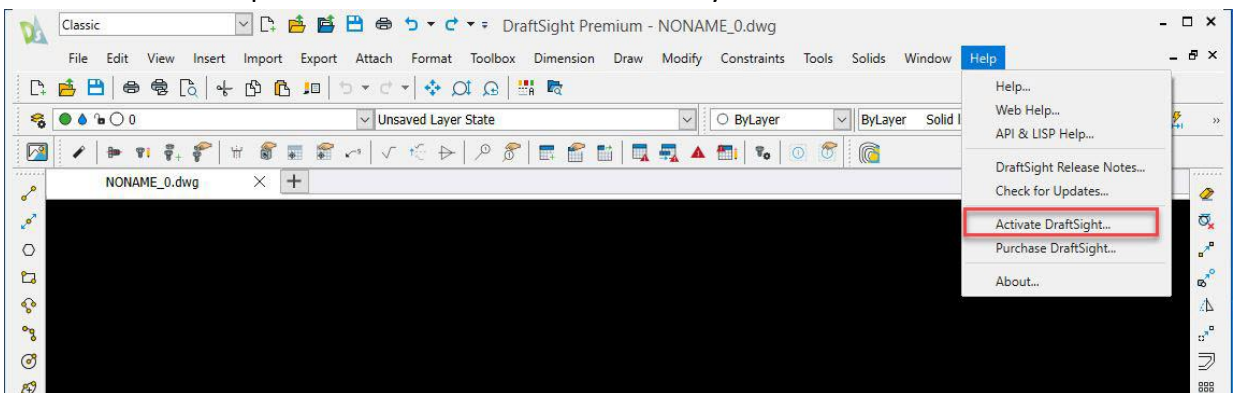 Classic
DraftSight Premium - NONAME_0.dwg
File Edit View Insert Import Export Attach Format Toolbox Dimension Draw Modify Constraints Tools Solids Window Help
0
Unsaved Layer State
ByLayer
ByLayer Solid
NONAME_0.dwg
Help...
Web Help...
API & LISP Help...
DraftSight Release Notes...
Check for Updates...
Activate DraftSight...
Purchase DraftSight...
About...